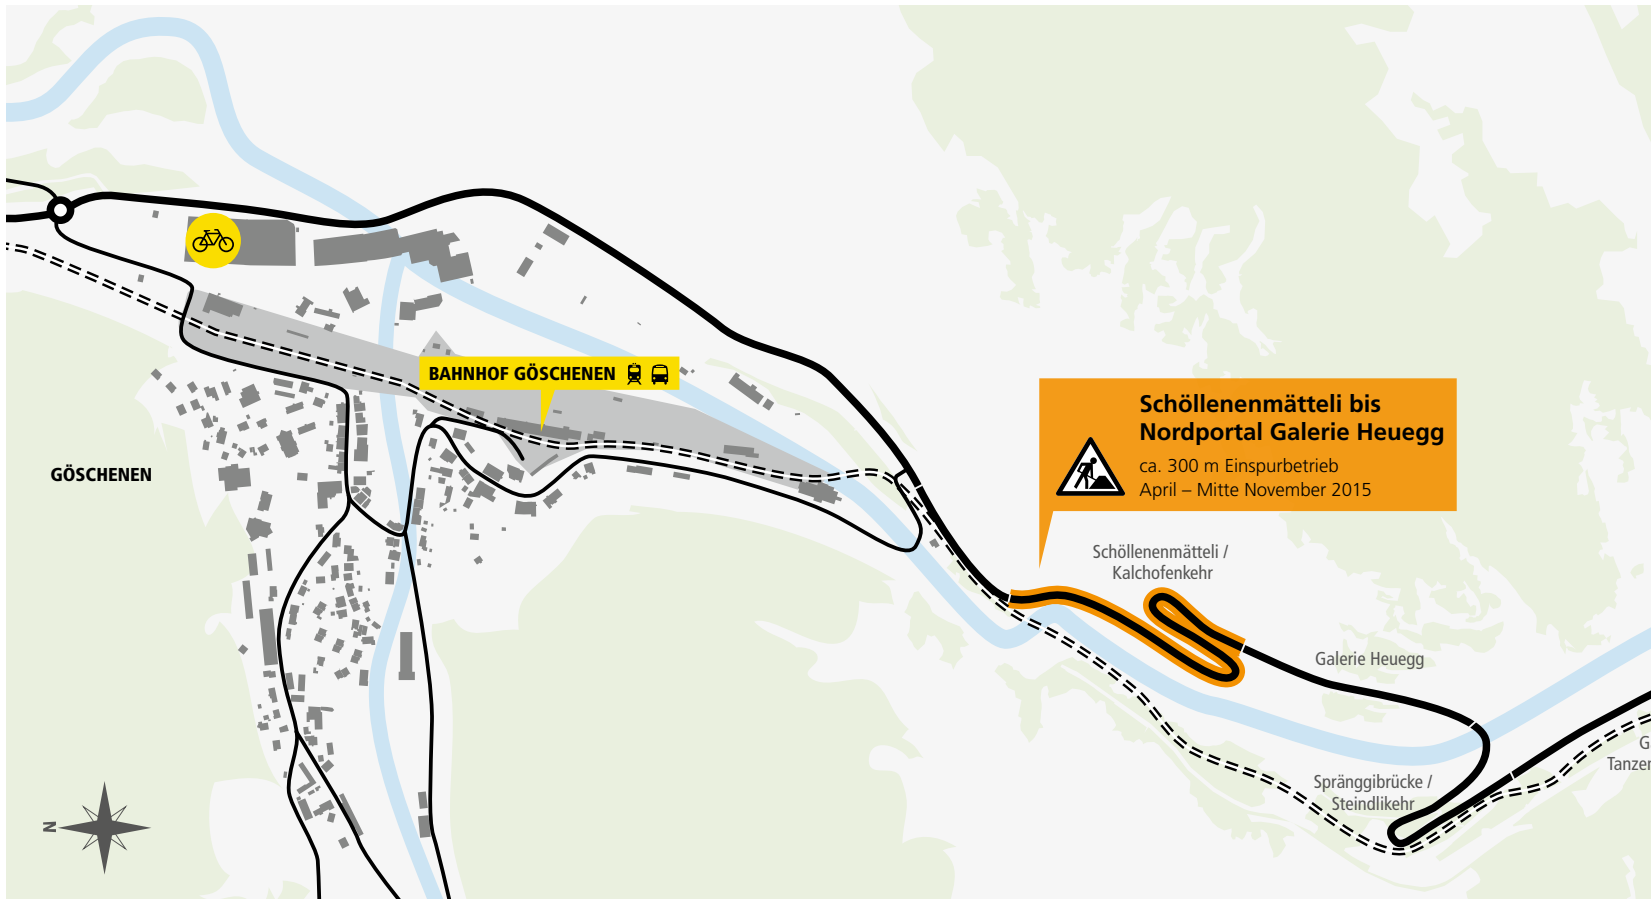 BAHNHOF GÖSCHENEN
GÖSCHENEN
Schöllenenmätteli bis
Nordportal Galerie Heuegg
ca. 300 m Einspurbetrieb
April – Mitte November 2015
Schöllenenmätteli /
Kalchofenkehr
Galerie Heuegg
G
Tanzen
Spränggibrücke /
Steindlikehr
N